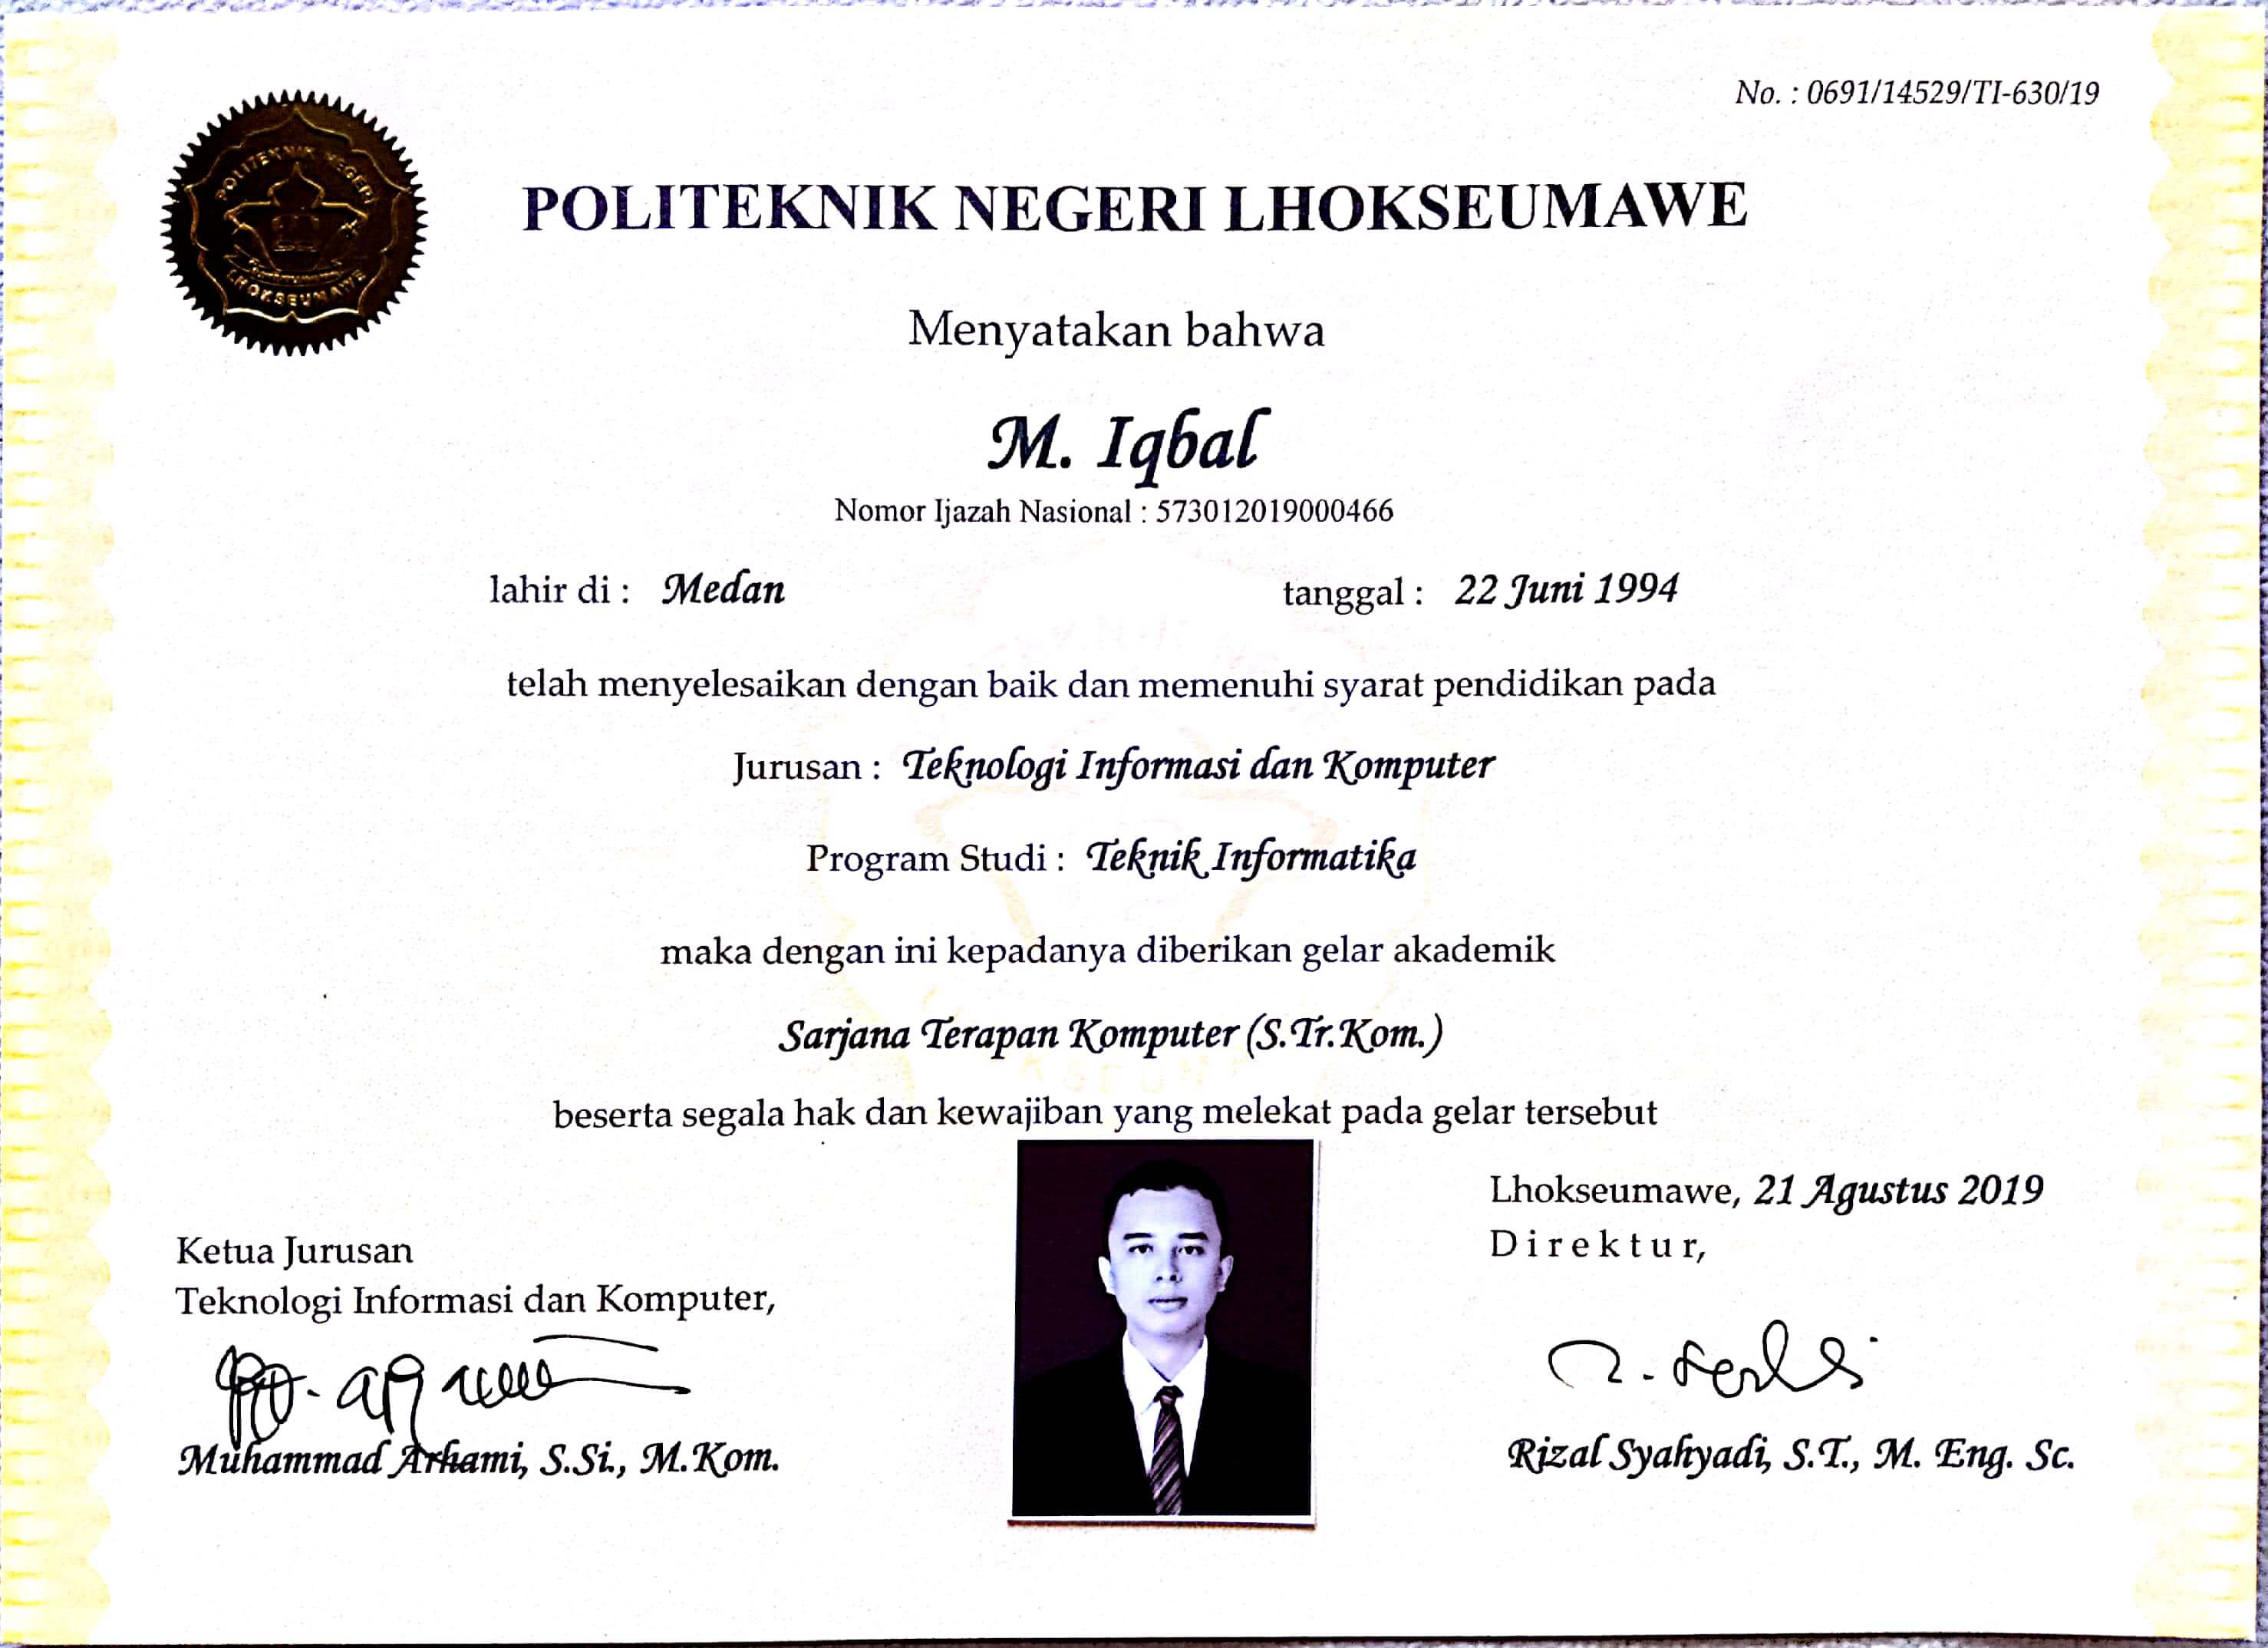 No. : 0691/14529/TI-630/19
POLITEKNIK NEGERI
LHOKSEUMAWE
POLITEKNIK NEGERI LHOKSEUMAWE
Menyatakan bahwa
M. Iqbal
Nomor Ijazah Nasional : 573012019000466
lahir di : Medan tanggal : 22 Juni 1994
telah menyelesaikan dengan baik dan memenuhi syarat pendidikan pada
Jurusan : Teknologi Informasi dan Komputer
Program Studi : Teknik Informatika
maka dengan ini kepadanya diberikan gelar akademik
Sarjana Terapan Komputer (S.Tr.Kom.)
beserta segala hak dan kewajiban yang melekat pada gelar tersebut
Lhokseumawe, 21 Agustus 2019
Direktur,
Ketua Jurusan
Teknologi Informasi dan Komputer,
Muhammad Arhami, S.Si., M.Kom.
Rizal Syahyadi, S.T., M. Eng. Sc.